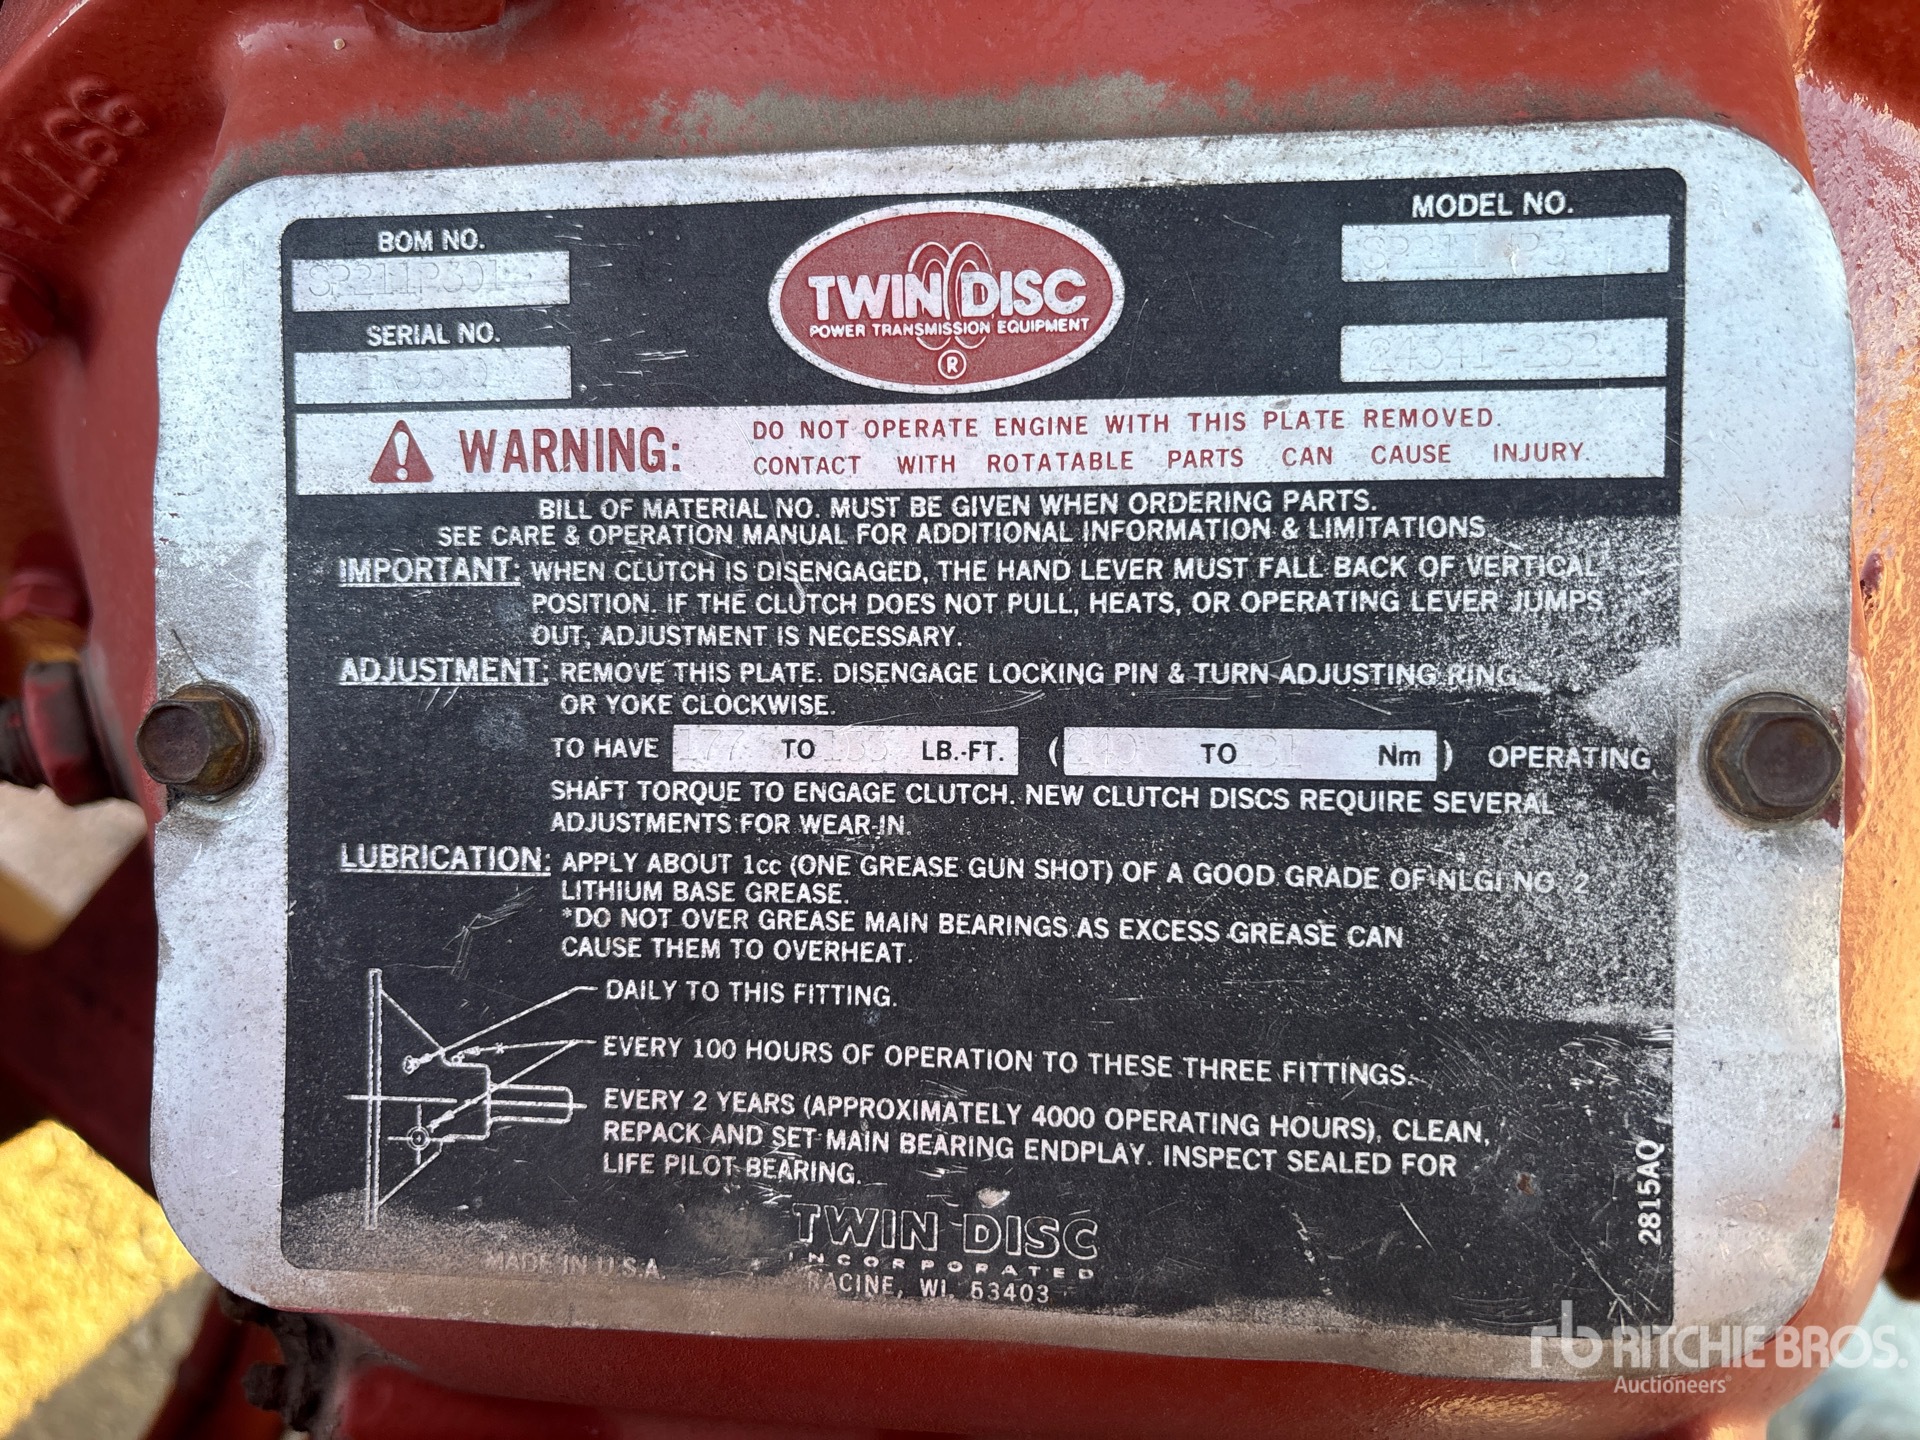 BOM NO.
SP211P301
SERIAL NO.
TWIN DISC
POWER TRANSMISSION EQUIPMENT
®
MODEL NO.
WARNING:
DO NOT OPERATE ENGINE WITH THIS PLATE REMOVED.
CONTACT WITH ROTATABLE PARTS CAN CAUSE INJURY.
BILL OF MATERIAL NO. MUST BE GIVEN WHEN ORDERING PARTS.
SEE CARE & OPERATION MANUAL FOR ADDITIONAL INFORMATION & LIMITATIONS
IMPORTANT: WHEN CLUTCH IS DISENGAGED, THE HAND LEVER MUST FALL BACK OF VERTICAL
POSITION. IF THE CLUTCH DOES NOT PULL, HEATS, OR OPERATING LEVER JUMPS
OUT, ADJUSTMENT IS NECESSARY.
ADJUSTMENT: REMOVE THIS PLATE. DISENGAGE LOCKING PIN & TURN ADJUSTING RING
OR YOKE CLOCKWISE.
TO HAVE 177 TO LB.-FT. ( TO Nm ) OPERATING
SHAFT TORQUE TO ENGAGE CLUTCH. NEW CLUTCH DISCS REQUIRE SEVERAL
ADJUSTMENTS FOR WEAR-IN.
LUBRICATION: APPLY ABOUT 1cc (ONE GREASE GUN SHOT) OF A GOOD GRADE OF NLGI NO. 2
LITHIUM BASE GREASE.
*DO NOT OVER GREASE MAIN BEARINGS AS EXCESS GREASE CAN
CAUSE THEM TO OVERHEAT.
DAILY TO THIS FITTING.
EVERY 100 HOURS OF OPERATION TO THESE THREE FITTINGS.
EVERY 2 YEARS (APPROXIMATELY 4000 OPERATING HOURS), CLEAN,
REPACK AND SET MAIN BEARING ENDPLAY. INSPECT SEALED FOR
LIFE PILOT BEARING.
TWIN DISC
INCORPORATED
MADE IN U.S.A.
RACINE, WI. 53403
2815AQ
rb RITCHIE BROS.
Auctioneers